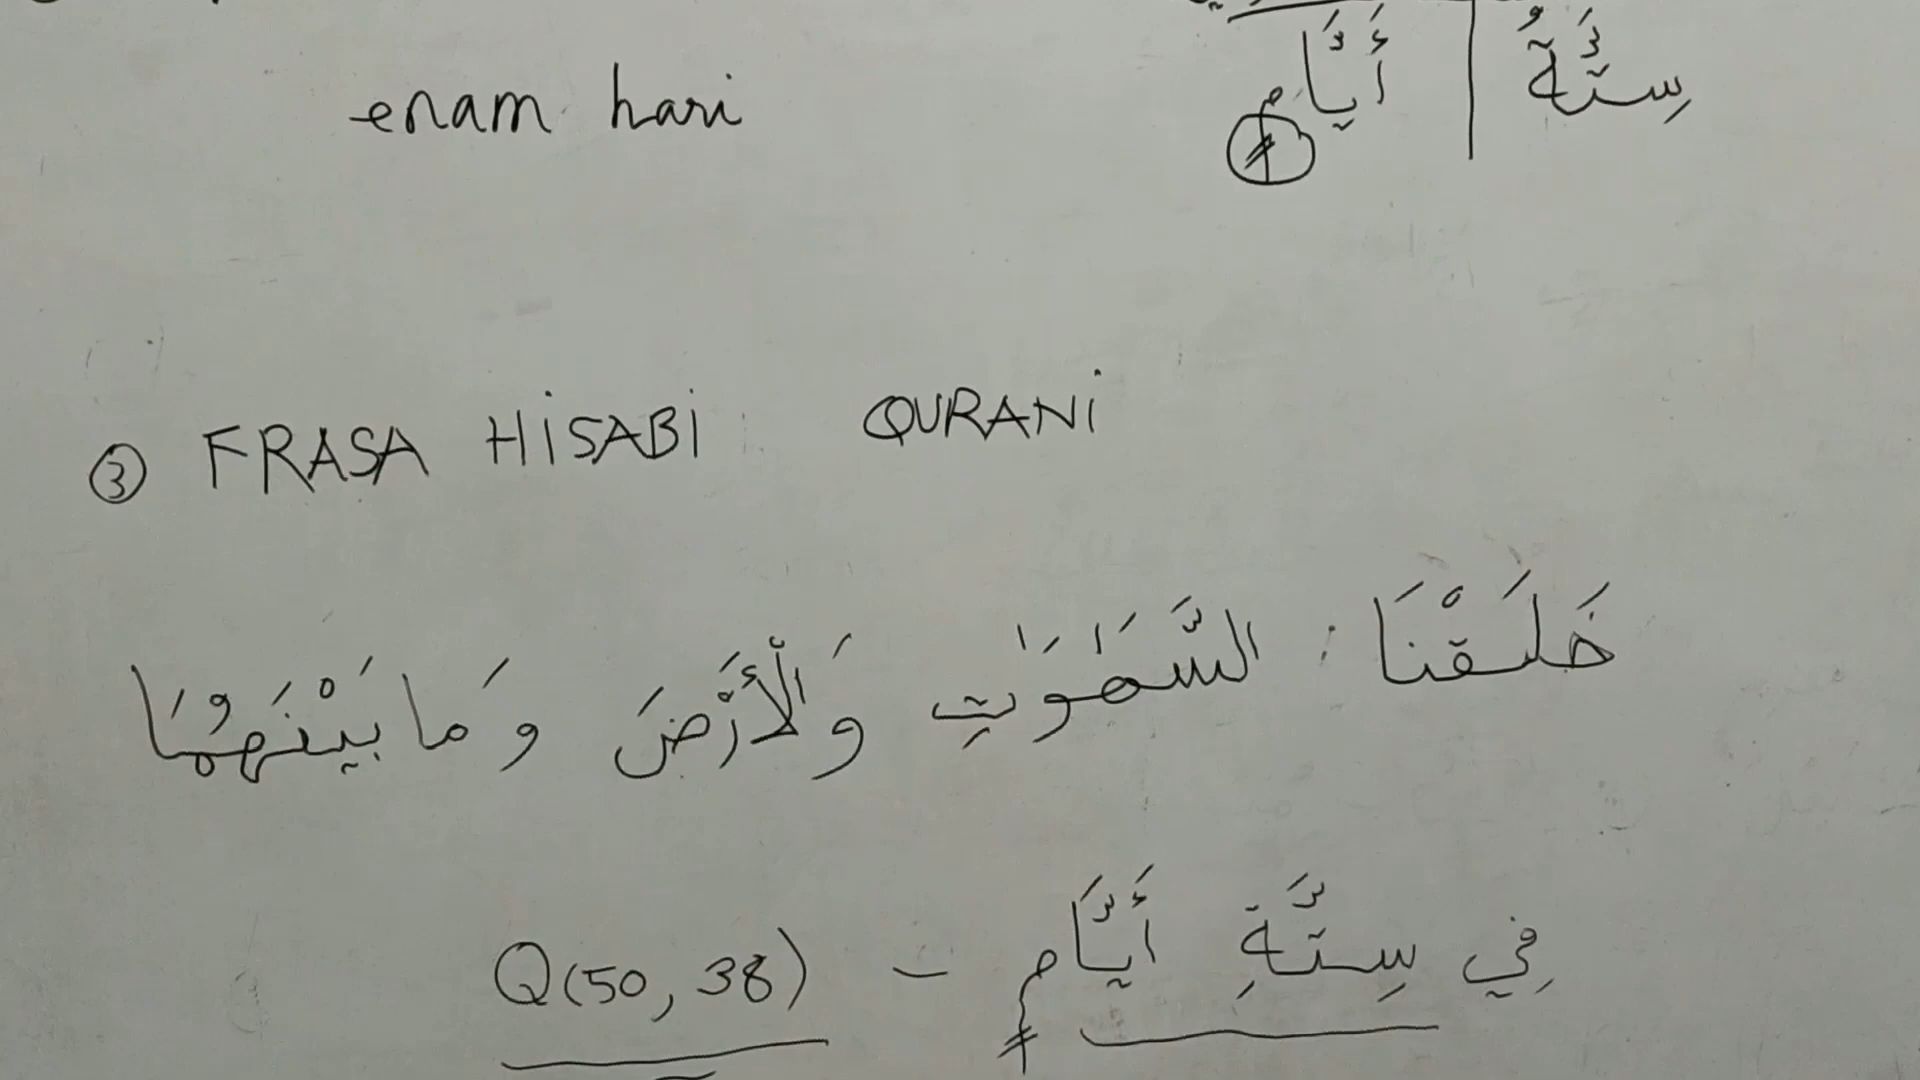 enam hari
سِتَّةُ | أَيَّامٍ
③ FRASA HiSABi QURANi
خَلَقْنَا السَّمَٰوَٰتِ وَالْأَرْضَ وَمَا بَيْنَهُمَا
فِي سِتَّةِ أَيَّامٍ - Q(50, 38)